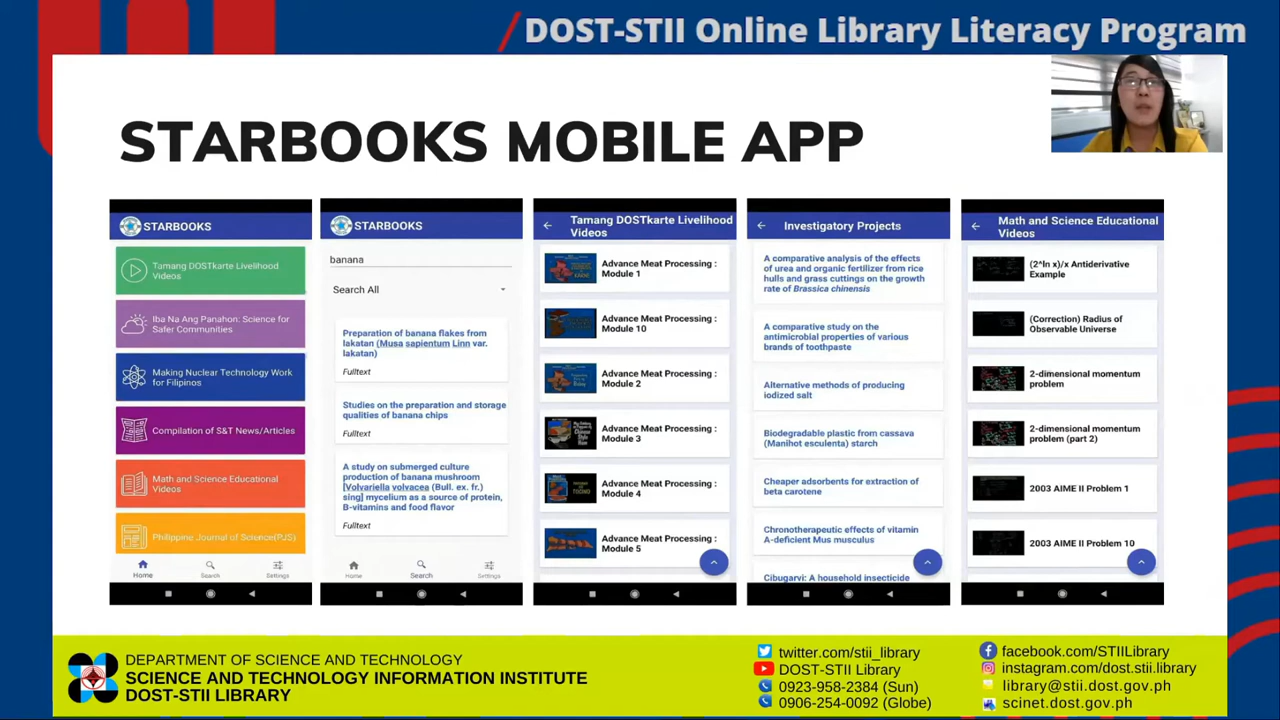 DOST-STII Online Library Literacy Program
STARBOOKS MOBILE APP
STARBOOKS
Tamang DOSTkarte Livelihood
Videos
Iba Na Ang Panahon: Science for
Safer Communities
Making Nuclear Technology Work
for Filipinos
Compilation of S&T News/Articles
Math and Science Educational
Videos
Philippine Journal of Science(PJS)
Home
Search
Settings
STARBOOKS
banana
Search All
Preparation of banana flakes from
lakatan (Musa sapientum Linn var.
lakatan)
Fulltext
Studies on the preparation and storage
qualities of banana chips
Fulltext
A study on submerged culture
production of banana mushroom
[Volvariella volvacea (Bull. ex. fr.)
sing] mycelium as a source of protein,
B-vitamins and food flavor
Fulltext
Home
Search
Settings
Tamang DOSTkarte Livelihood
Videos
Advance Meat Processing :
Module 1
Advance Meat Processing :
Module 10
Advance Meat Processing :
Module 2
Advance Meat Processing :
Module 3
Advance Meat Processing :
Module 4
Advance Meat Processing :
Module 5
Investigatory Projects
A comparative analysis of the effects
of urea and organic fertilizer from rice
hulls and grass cuttings on the growth
rate of Brassica chinensis
A comparative study on the
antimicrobial properties of various
brands of toothpaste
Alternative methods of producing
iodized salt
Biodegradable plastic from cassava
(Manihot esculenta) starch
Cheaper adsorbents for extraction of
beta carotene
Chronotherapeutic effects of vitamin
A-deficient Mus musculus
Cibugarvi: A household insecticide
Math and Science Educational
Videos
(2^ln x)/x Antiderivative
Example
(Correction) Radius of
Observable Universe
2-dimensional momentum
problem
2-dimensional momentum
problem (part 2)
2003 AIME II Problem 1
2003 AIME II Problem 10
DEPARTMENT OF SCIENCE AND TECHNOLOGY
SCIENCE AND TECHNOLOGY INFORMATION INSTITUTE
DOST-STII LIBRARY
twitter.com/stii_library
DOST-STII Library
0923-958-2384 (Sun)
0906-254-0092 (Globe)
facebook.com/STIILibrary
instagram.com/dost.stii.library
library@stii.dost.gov.ph
scinet.dost.gov.ph